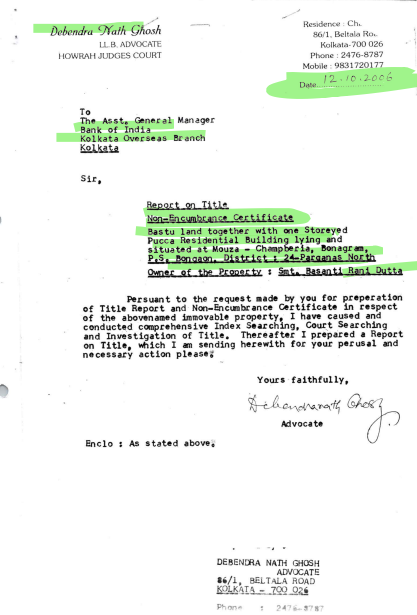 Debendra Nath Ghosh
LL.B. ADVOCATE
HOWRAH JUDGES COURT
Residence :
86/1, Beltala
Kolkata-700 026
Phone : 2476-8787
Mobile : 9831720177
Date 12.10.2006
To
The Asst. General Manager
Bank of India
Kolkata Overseas Branch
Kolkata
Sir,
Report on Title
Non-Encumbrance Certificate
Bastu land together with one Storeyed
Pucca Residential Building lying and
situated at Mouza - Champberia, Bonagram,
P.S. Bongaon, District : 24-Parganas North
Owner of the Property : Smt. Basanti Rani Dutta
Persuant to the request made by you for preperation
of Title Report and Non-Encumbrance Certificate in respect
of the abovenamed immovable property, I have caused and
conducted comprehensive Index Searching, Court Searching
and Investigation of Title. Thereafter I prepared a Report
on Title, which I am sending herewith for your perusal and
necessary action please.
Yours faithfully,
Debendranath Ghosh
Advocate
Enclo : As stated above.
DEBENDRA NATH GHOSH
ADVOCATE
86/1, BELTALA ROAD
KOLKATA - 700 026
Phone : 2476-8787